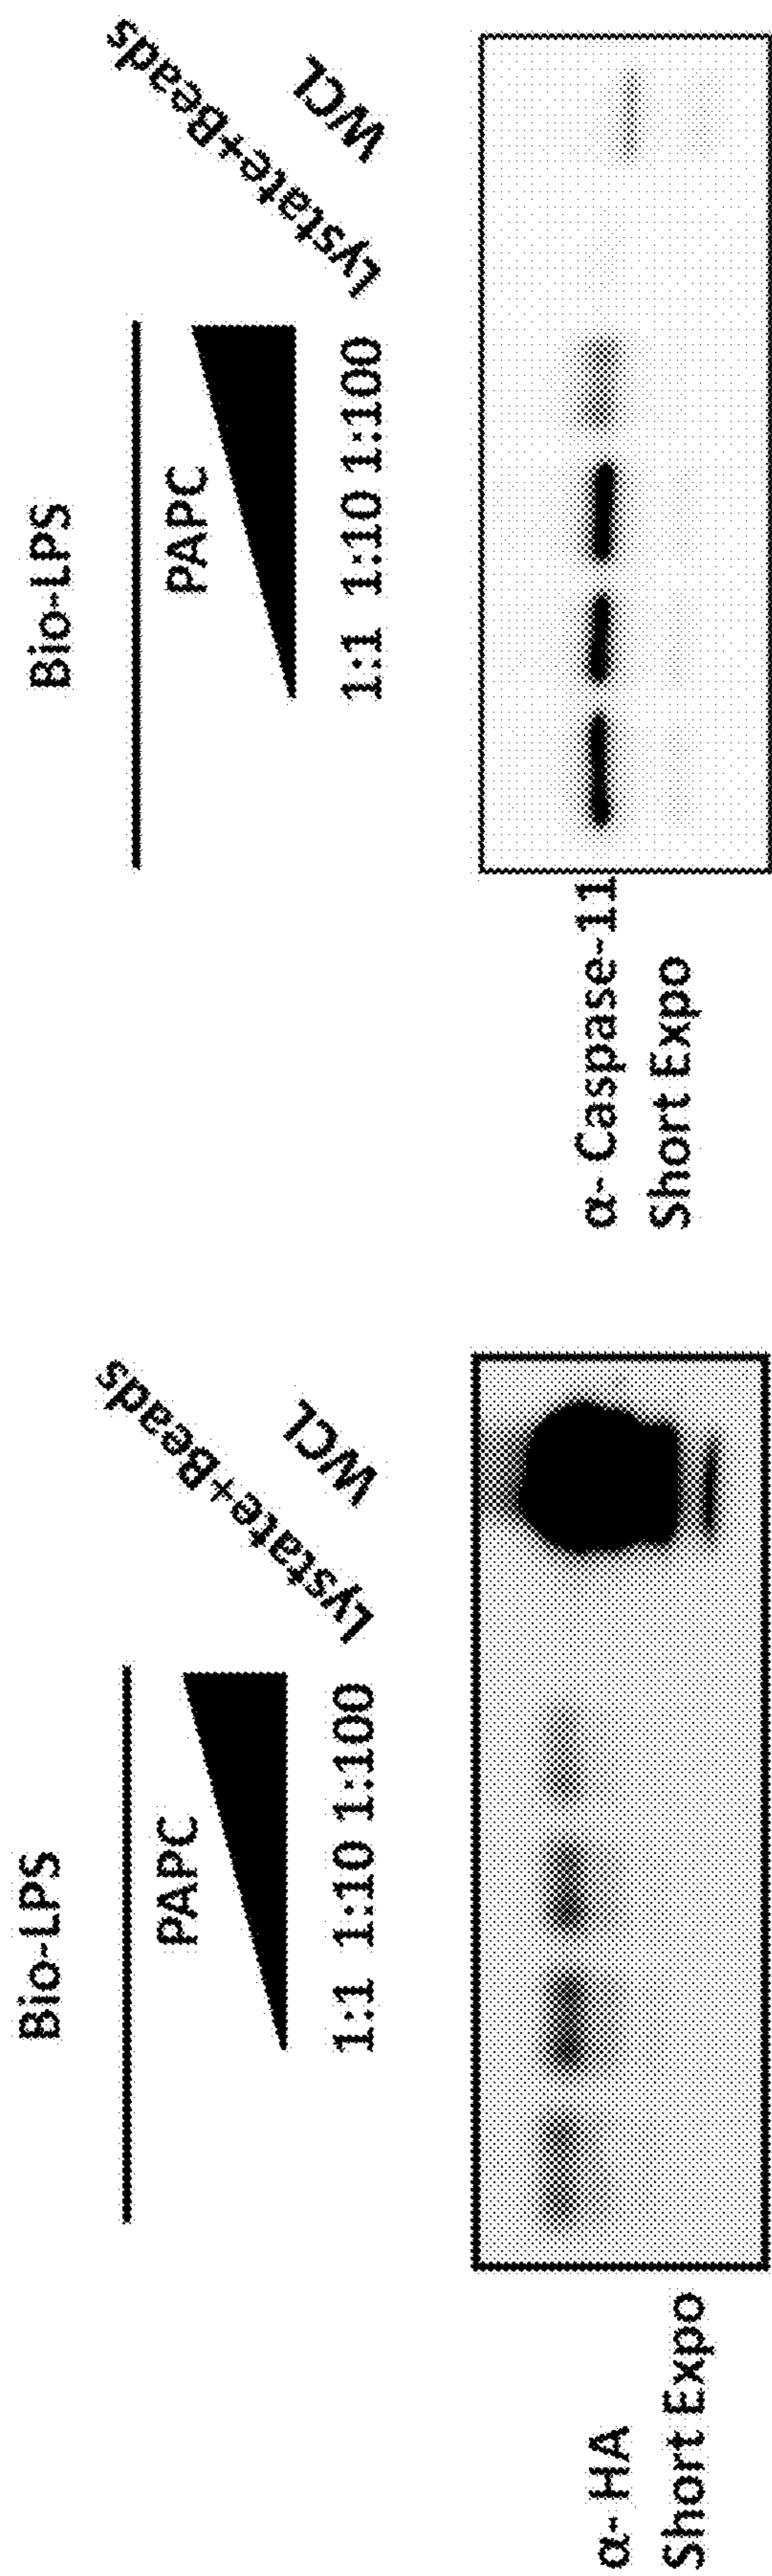 Bio-LPS
PAPC
1:1 1:10 1:100
Lystate+Beads
WCL
α- HA
Short Expo
Bio-LPS
PAPC
1:1 1:10 1:100
Lystate+Beads
WCL
α- Caspase-11
Short Expo